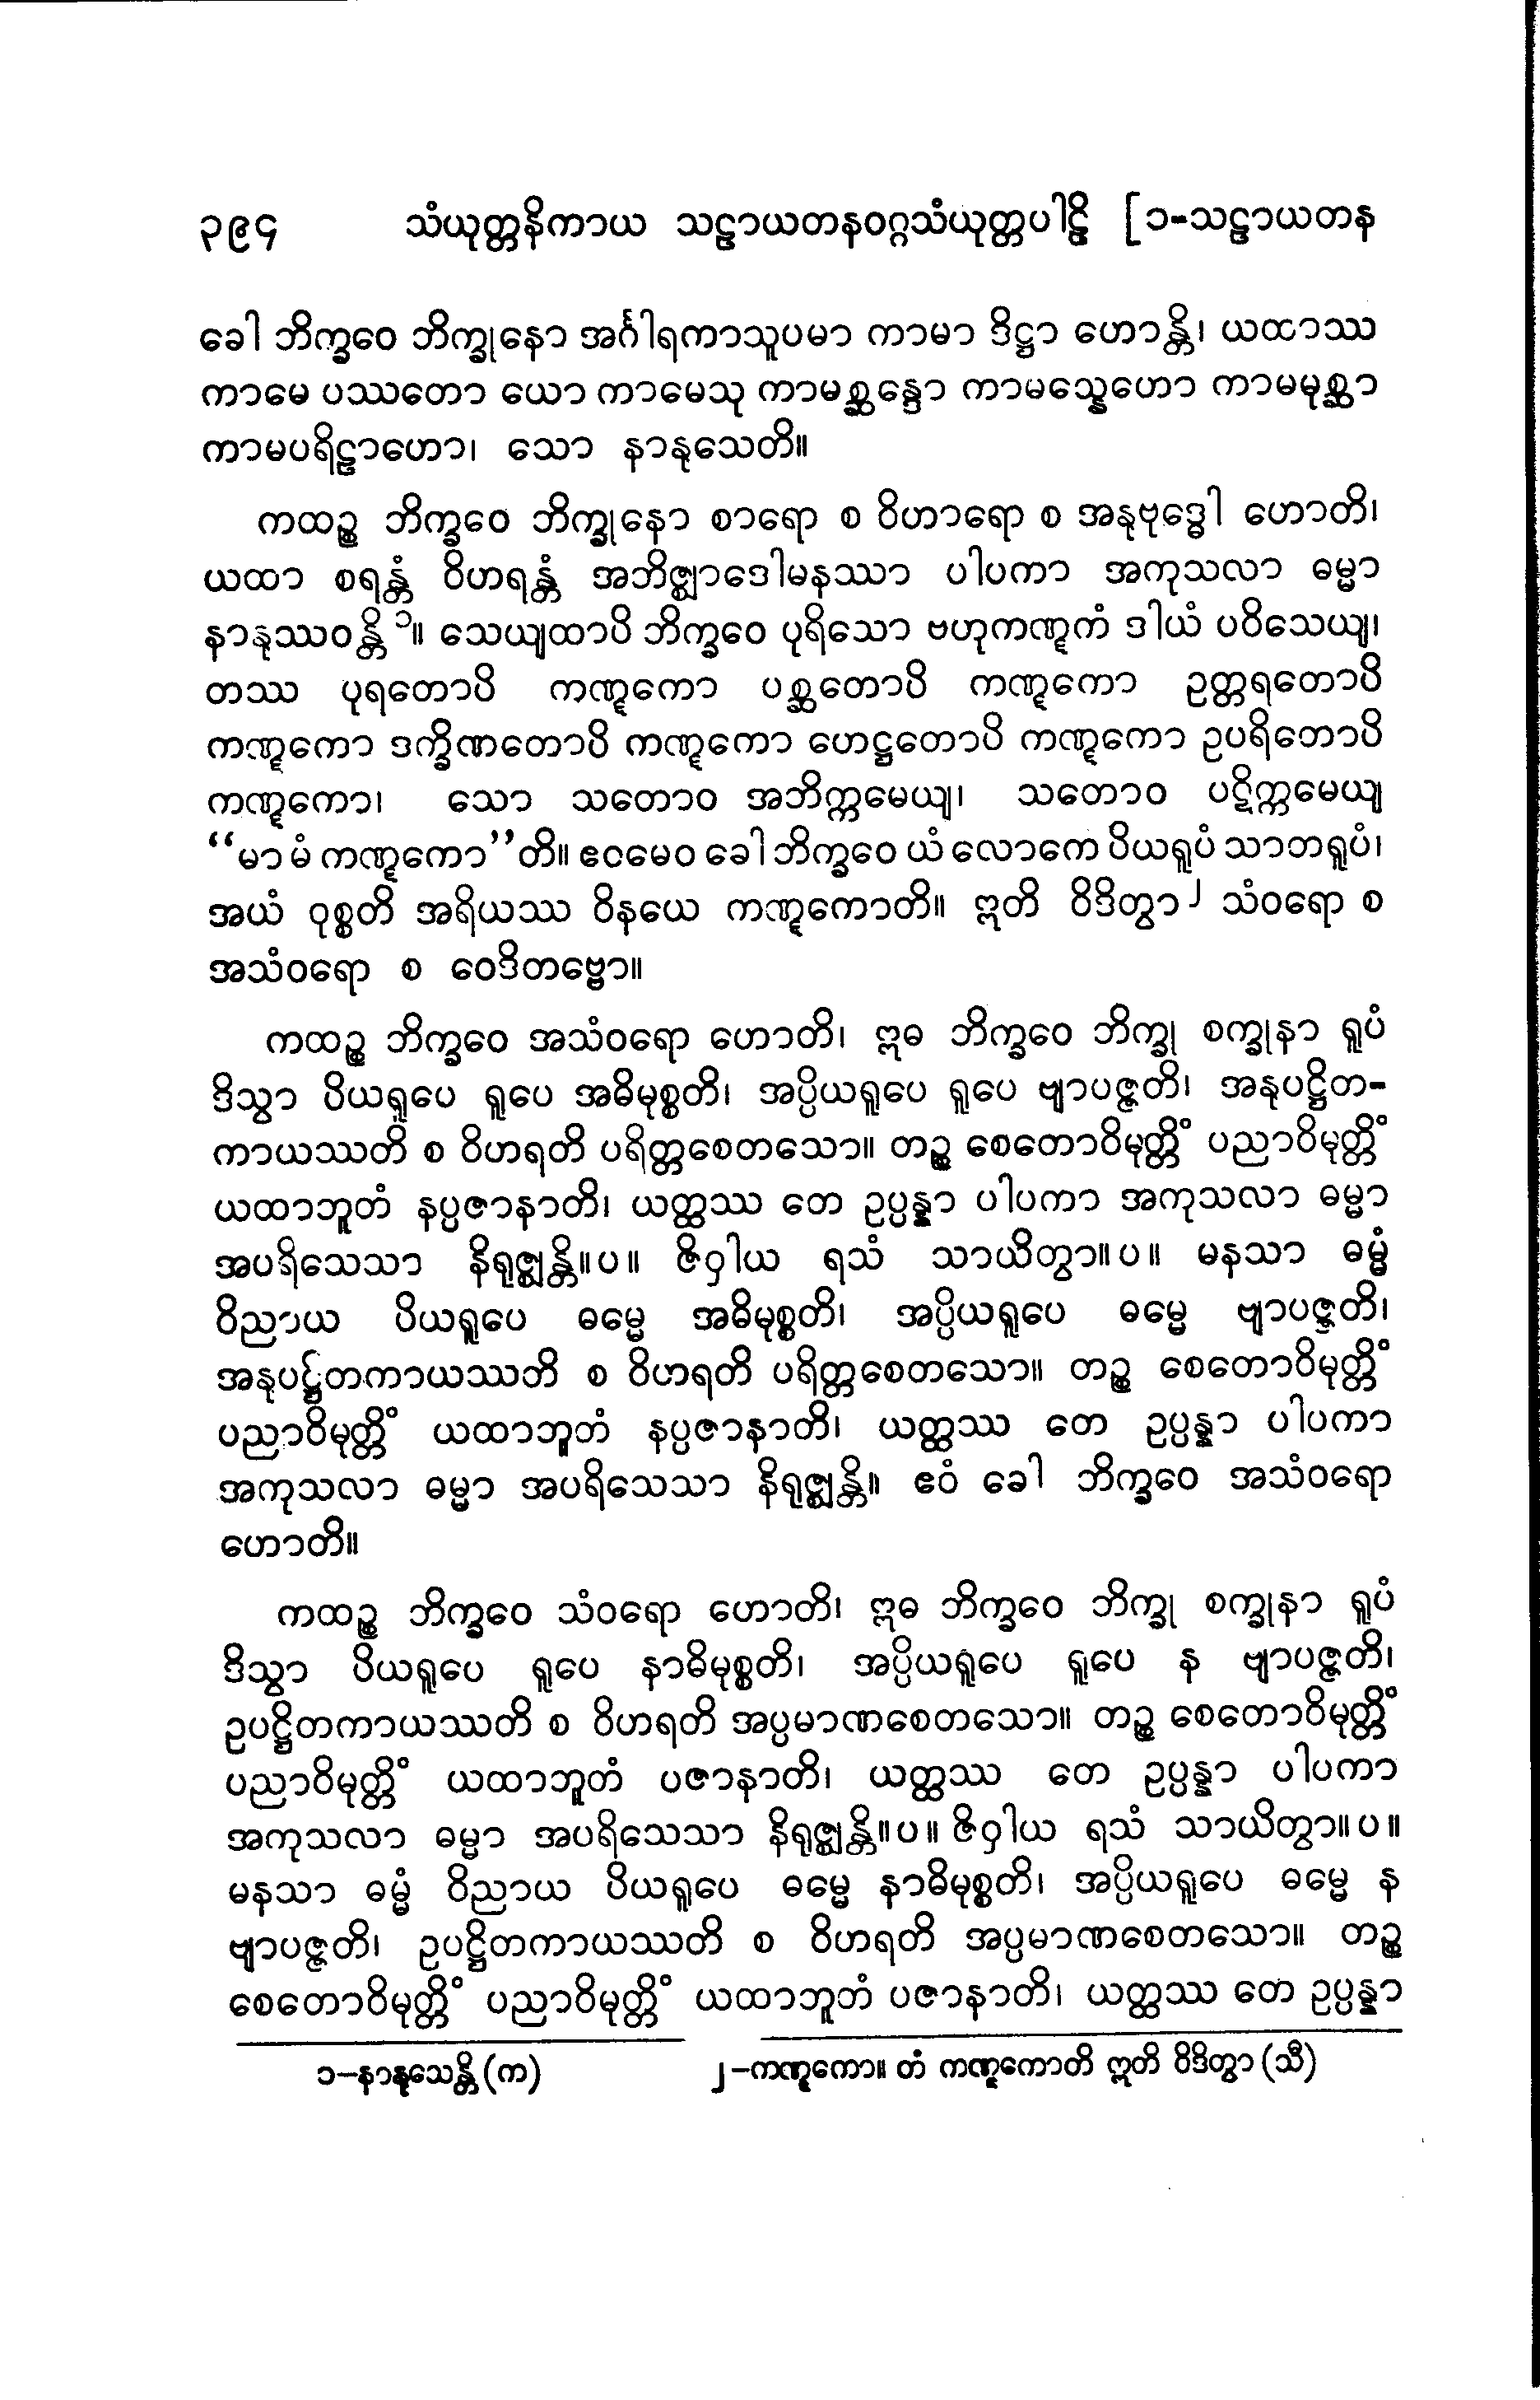 ၃၉၄ သံယုတ္တနိကာယ သဠာယတနဝဂ္ဂသံယုတ္တပါဠိ [၁-သဠာယတန
ခေါ ဘိက္ခဝေ ဘိက္ခုနော အင်္ဂါရကာသူပမာ ကာမာ ဒိဋ္ဌာ ဟောန္တိ၊ ယထာဿ
ကာမေ ပဿတော ယော ကာမေသု ကာမစ္ဆန္ဒော ကာမသ္နေဟော ကာမမုစ္ဆာ
ကာမပရိဠာဟော၊ သော နာနုသေတိ။
ကထဉ္စ ဘိက္ခဝေ ဘိက္ခုနော စာရော စ ဝိဟာရော စ အနုဗုဒ္ဓေါ ဟောတိ၊
ယထာ စရန္တံ ဝိဟရန္တံ အဘိဇ္ဈာဒေါမနဿာ ပါပကာ အကုသလာ ဓမ္မာ
နာနုဿဝန္တိ ၁။ သေယျထာပိ ဘိက္ခဝေ ပုရိသော ဗဟုကဏ္ဋကံ ဒါယံ ပဝိသေယျ၊
တဿ ပုရတောပိ ကဏ္ဋကော ပစ္ဆတောပိ ကဏ္ဋကော ဥတ္တရတောပိ
ကဏ္ဋကော ဒက္ခိဏတောပိ ကဏ္ဋကော ဟေဋ္ဌတောပိ ကဏ္ဋကော ဥပရိတောပိ
ကဏ္ဋကော၊ သော သတောဝ အဘိက္ကမေယျ၊ သတောဝ ပဋိက္ကမေယျ
“မာ မံ ကဏ္ဋကော”တိ။ ဧဝမေဝ ခေါ ဘိက္ခဝေ ယံ လောကေ ပိယရူပံ သာတရူပံ၊
အယံ ဝုစ္စတိ အရိယဿ ဝိနယေ ကဏ္ဋကောတိ။ ဣတိ ဝိဒိတွာ၂ သံဝရော စ
အသံဝရော စ ဝေဒိတဗ္ဗော။
ကထဉ္စ ဘိက္ခဝေ အသံဝရော ဟောတိ၊ ဣဓ ဘိက္ခဝေ ဘိက္ခု စက္ခုနာ ရူပံ
ဒိသွာ ပိယရူပေ ရူပေ အဓိမုစ္စတိ၊ အပ္ပိယရူပေ ရူပေ ဗျာပဇ္ဇတိ၊ အနုပဋ္ဌိတ-
ကာယဿတိ စ ဝိဟရတိ ပရိတ္တစေတသော။ တဉ္စ စေတောဝိမုတ္တိံ ပညာဝိမုတ္တိံ
ယထာဘူတံ နပ္ပဇာနာတိ၊ ယတ္ထဿ တေ ဥပ္ပန္နာ ပါပကာ အကုသလာ ဓမ္မာ
အပရိသေသာ နိရုဇ္ဈန္တိ။ပ။ ဇိဝှါယ ရသံ သာယိတွာ။ပ။ မနသာ ဓမ္မံ
ဝိညာယ ပိယရူပေ ဓမ္မေ အဓိမုစ္စတိ၊ အပ္ပိယရူပေ ဓမ္မေ ဗျာပဇ္ဇတိ၊
အနုပဋ္ဌိတကာယဿတိ စ ဝိဟရတိ ပရိတ္တစေတသော။ တဉ္စ စေတောဝိမုတ္တိံ
ပညာဝိမုတ္တိံ ယထာဘူတံ နပ္ပဇာနာတိ၊ ယတ္ထဿ တေ ဥပ္ပန္နာ ပါပကာ
အကုသလာ ဓမ္မာ အပရိသေသာ နိရုဇ္ဈန္တိ။ ဧဝံ ခေါ ဘိက္ခဝေ အသံဝရော
ဟောတိ။
ကထဉ္စ ဘိက္ခဝေ သံဝရော ဟောတိ၊ ဣဓ ဘိက္ခဝေ ဘိက္ခု စက္ခုနာ ရူပံ
ဒိသွာ ပိယရူပေ ရူပေ နာဓိမုစ္စတိ၊ အပ္ပိယရူပေ ရူပေ န ဗျာပဇ္ဇတိ၊
ဥပဋ္ဌိတကာယဿတိ စ ဝိဟရတိ အပ္ပမာဏစေတသော။ တဉ္စ စေတောဝိမုတ္တိံ
ပညာဝိမုတ္တိံ ယထာဘူတံ ပဇာနာတိ၊ ယတ္ထဿ တေ ဥပ္ပန္နာ ပါပကာ
အကုသလာ ဓမ္မာ အပရိသေသာ နိရုဇ္ဈန္တိ။ပ။ ဇိဝှါယ ရသံ သာယိတွာ။ပ။
မနသာ ဓမ္မံ ဝိညာယ ပိယရူပေ ဓမ္မေ နာဓိမုစ္စတိ၊ အပ္ပိယရူပေ ဓမ္မေ န
ဗျာပဇ္ဇတိ၊ ဥပဋ္ဌိတကာယဿတိ စ ဝိဟရတိ အပ္ပမာဏစေတသော။ တဉ္စ
စေတောဝိမုတ္တိံ ပညာဝိမုတ္တိံ ယထာဘူတံ ပဇာနာတိ၊ ယတ္ထဿ တေ ဥပ္ပန္နာ
၁-နာနုသေန္တိ (က) ၂-ကဏ္ဋကော။ တံ ကဏ္ဋကောတိ ဣတိ ဝိဒိတွာ (သီ)